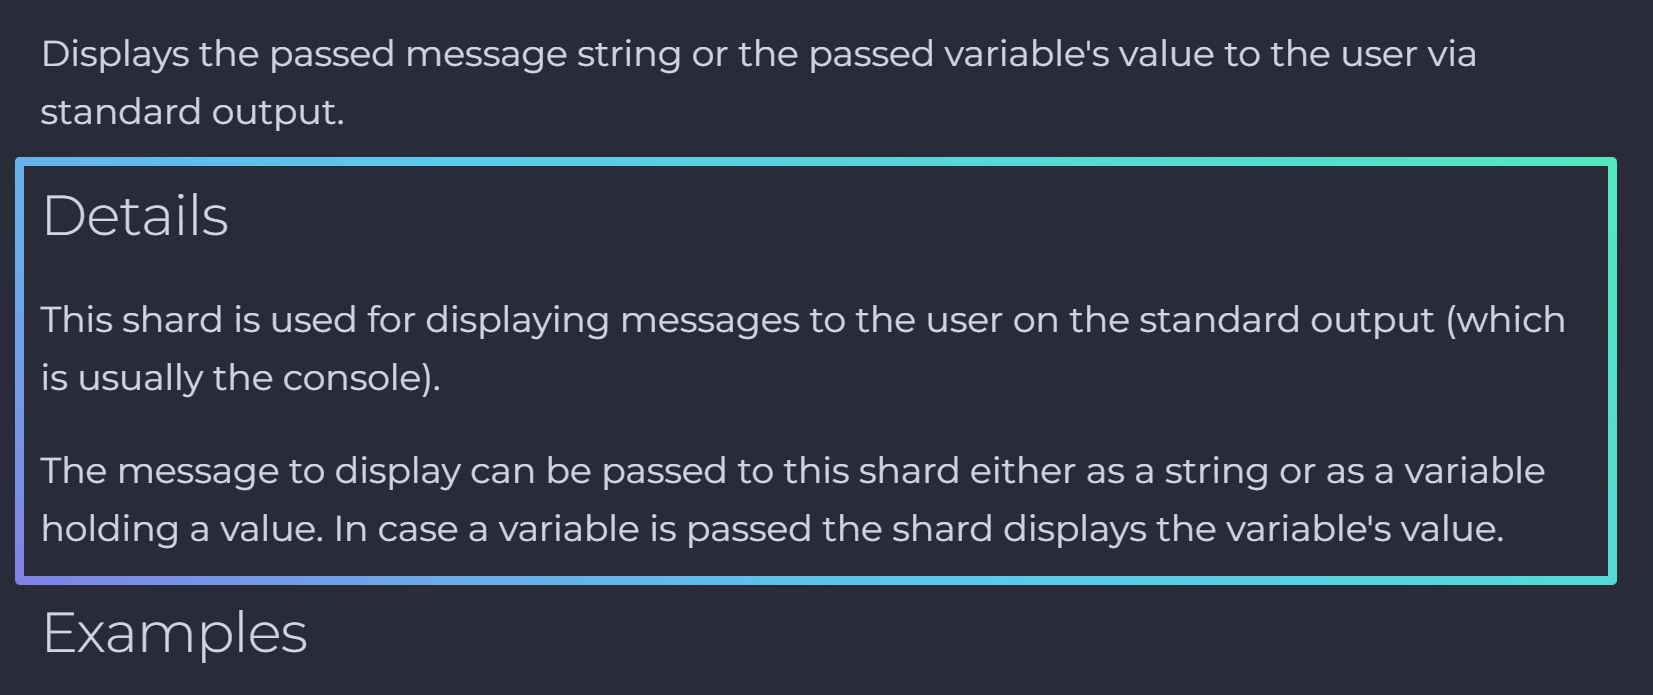 Displays the passed message string or the passed variable's value to the user via
standard output.
Details
This shard is used for displaying messages to the user on the standard output (which
is usually the console).
The message to display can be passed to this shard either as a string or as a variable
holding a value. In case a variable is passed the shard displays the variable's value.
Examples